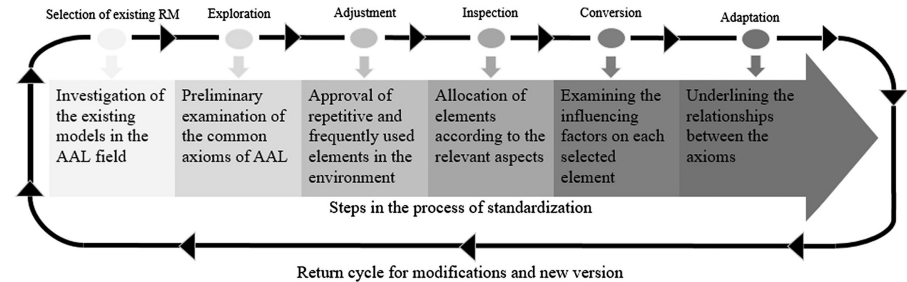 Selection of existing RM
Exploration
Adjustment
Inspection
Conversion
Adaptation
Investigation of
the existing
models in the
AAL field
Preliminary
examination of
the common
axioms of AAL
Approval of
repetitive and
frequently used
elements in the
environment
Allocation of
elements
according to the
relevant aspects
Examining the
influencing
factors on each
selected
element
Underlining the
relationships
between the
axioms
Steps in the process of standardization
Return cycle for modifications and new version